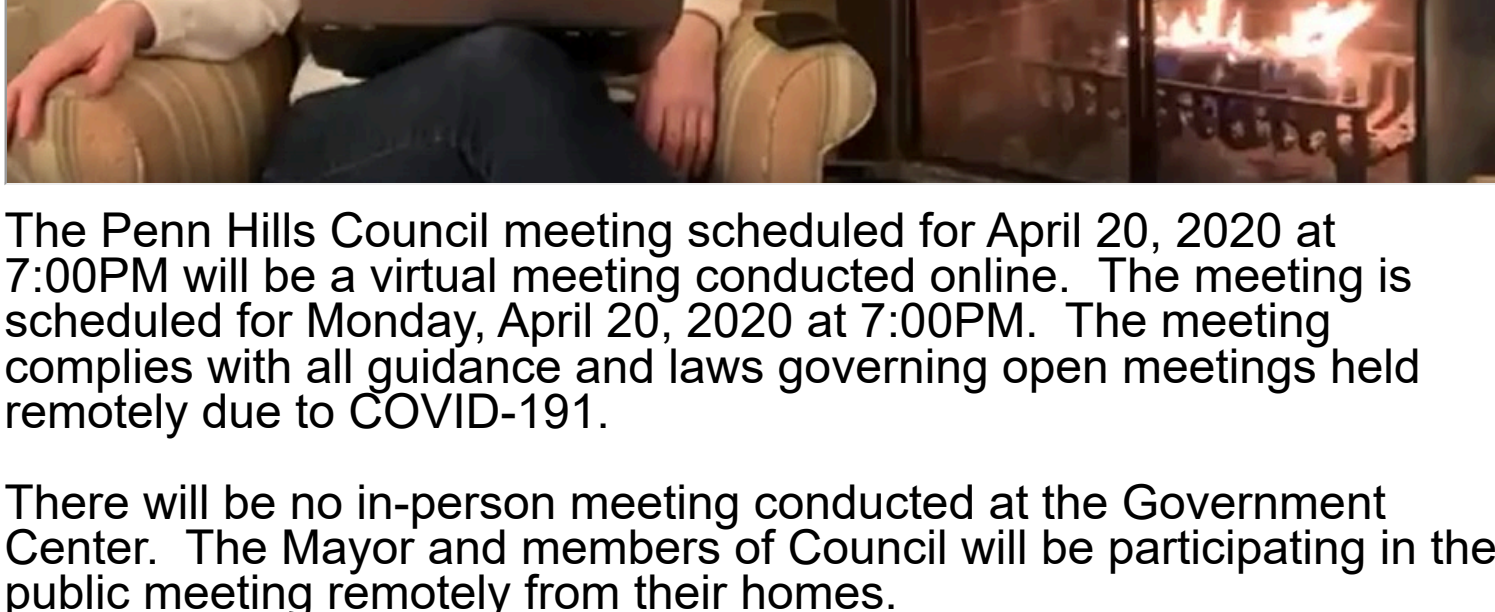 The Penn Hills Council meeting scheduled for April 20, 2020 at
7:00PM will be a virtual meeting conducted online.  The meeting is
scheduled for Monday, April 20, 2020 at 7:00PM.  The meeting
complies with all guidance and laws governing open meetings held
remotely due to COVID-191.
There will be no in-person meeting conducted at the Government
Center.  The Mayor and members of Council will be participating in the
public meeting remotely from their homes.